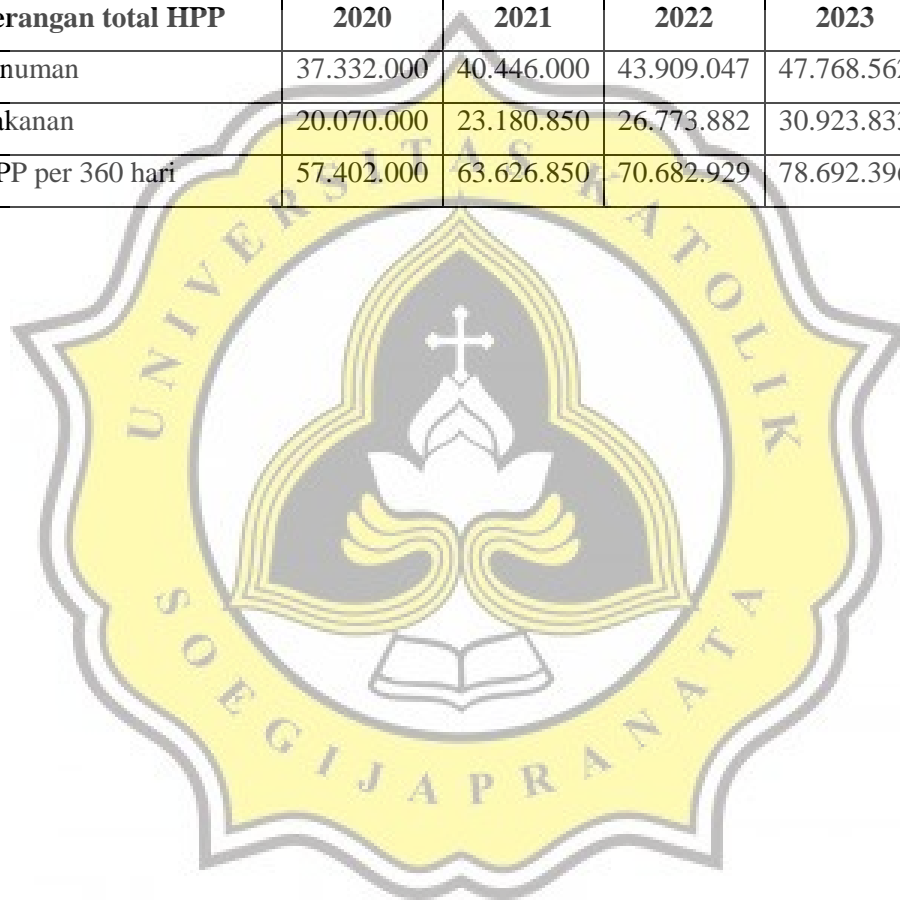 erangan total HPP 2020 2021 2022 2023
numan 37.332.000 40.446.000 43.909.047 47.768.562
akanan 20.070.000 23.180.850 26.773.882 30.923.833
PP per 360 hari 57.402.000 63.626.850 70.682.929 78.692.396
UNIVERSITAS KATOLIK
SOEGIJAPRANATA